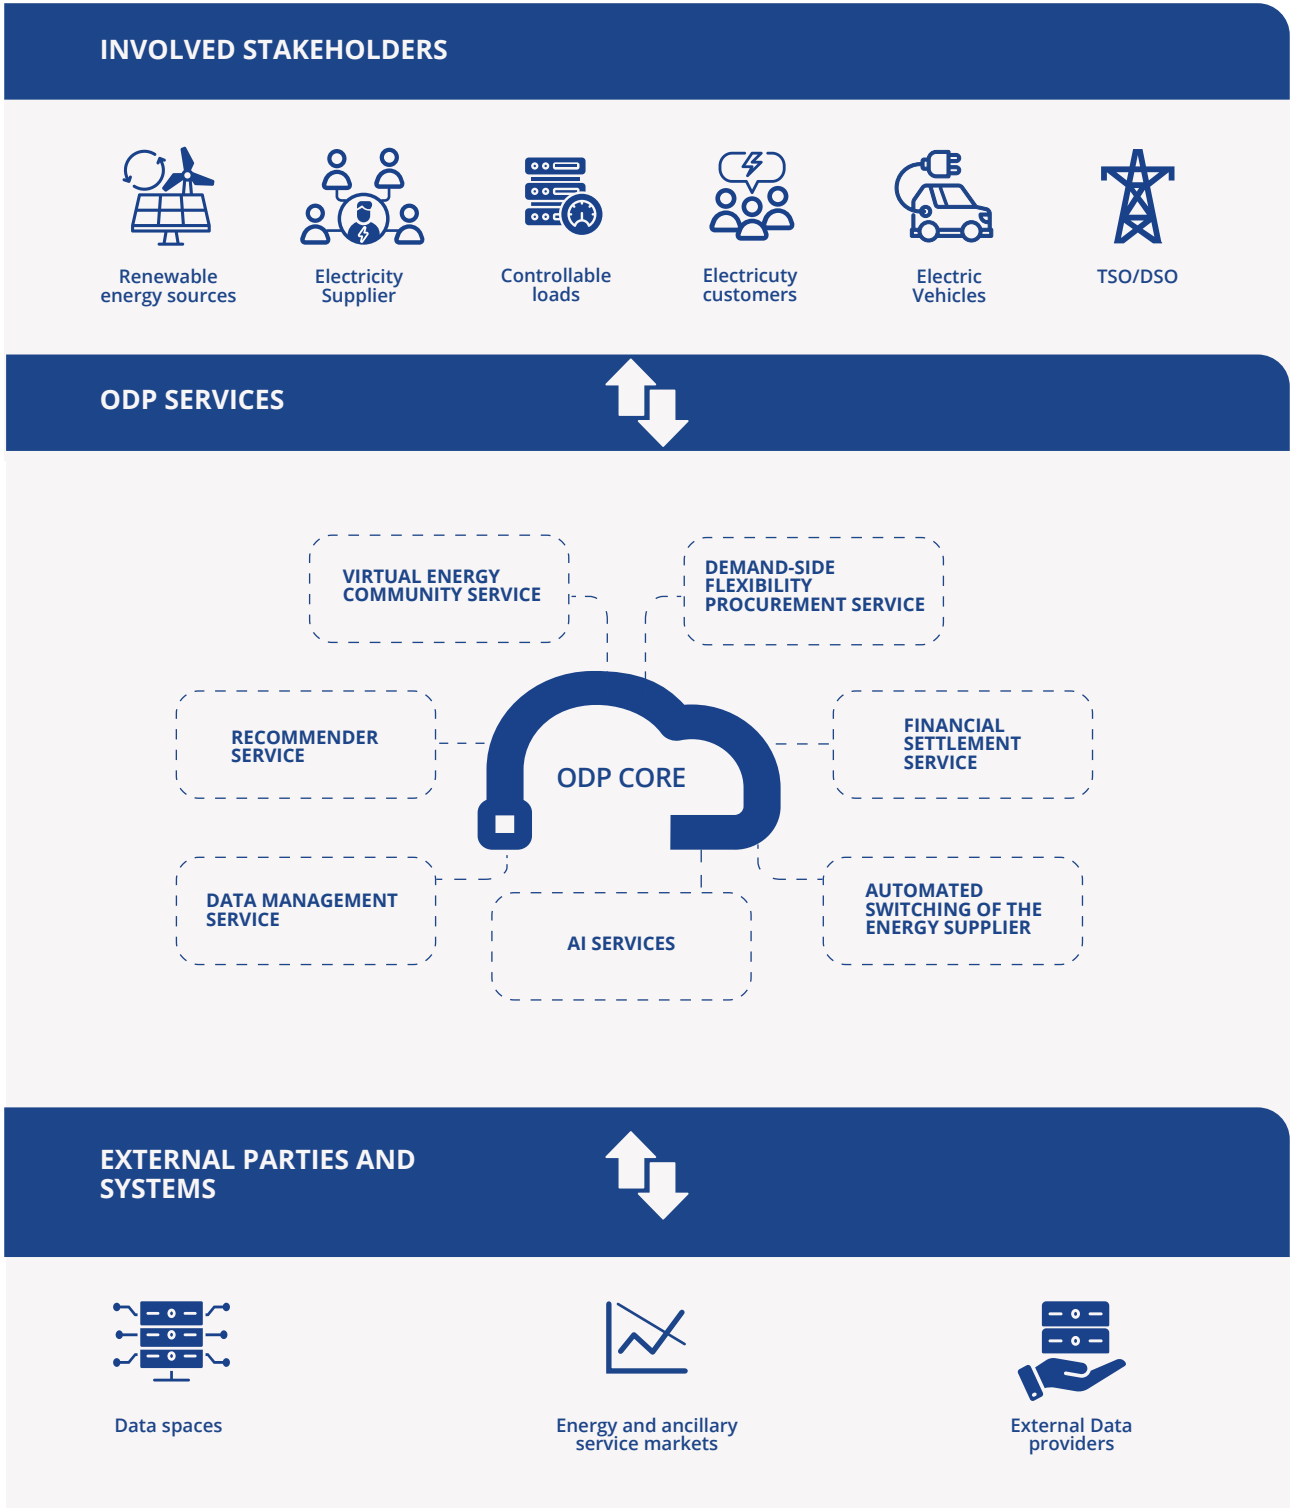 INVOLVED STAKEHOLDERS
Renewable
energy sources
Electricity
Supplier
Controllable
loads
Electricuty
customers
Electric
Vehicles
TSO/DSO
ODP SERVICES
VIRTUAL ENERGY
COMMUNITY SERVICE
DEMAND-SIDE
FLEXIBILITY
PROCUREMENT SERVICE
RECOMMENDER
SERVICE
ODP CORE
FINANCIAL
SETTLEMENT
SERVICE
DATA MANAGEMENT
SERVICE
AI SERVICES
AUTOMATED
SWITCHING OF THE
ENERGY SUPPLIER
EXTERNAL PARTIES AND
SYSTEMS
Data spaces
Energy and ancillary
service markets
External Data
providers